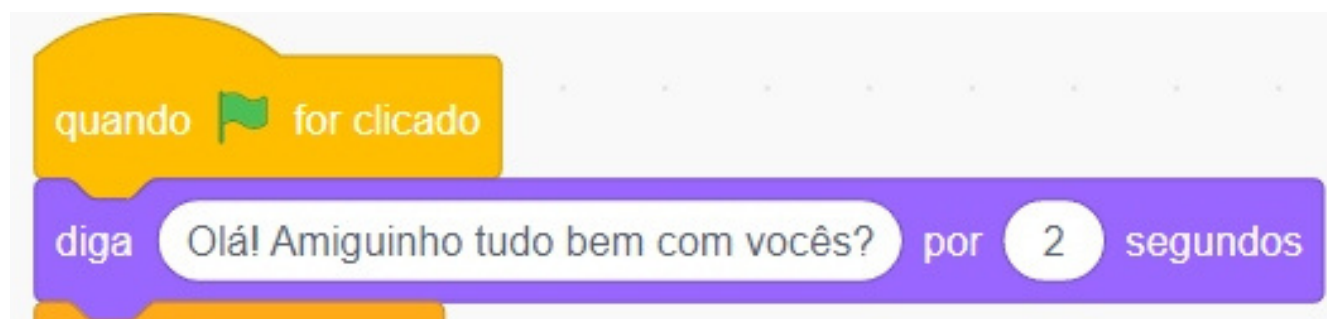 quando for clicado
diga Olá! Amiguinho tudo bem com vocês? por 2 segundos